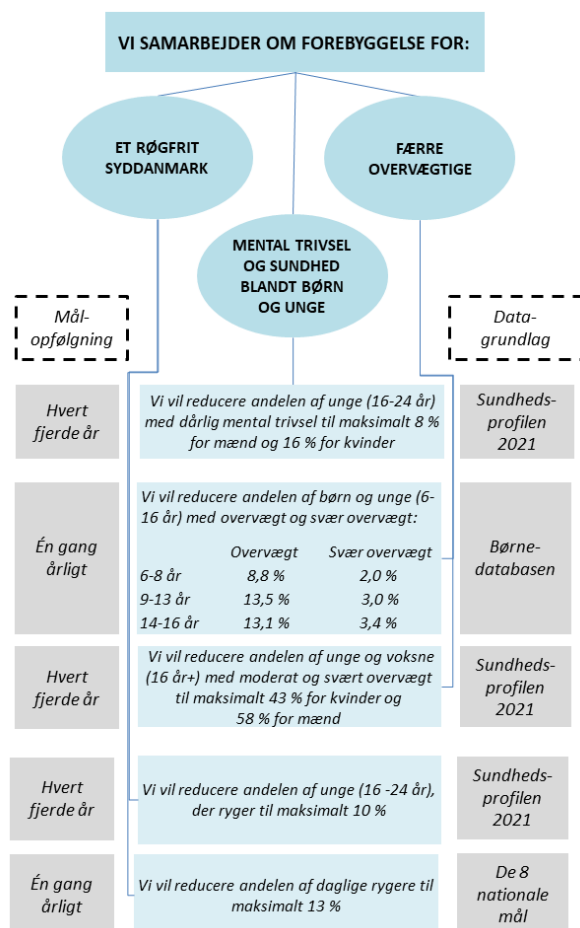 VI SAMARBEJDER OM FOREBYGGELSE FOR:
ET RØGFRIT
SYDDANMARK
FÆRRE
OVERVÆGTIGE
MENTAL TRIVSEL
OG SUNDHED
BLANDT BØRN
OG UNGE
Mål-
opfølgning
Data-
grundlag
Hvert
fjerde år
Vi vil reducere andelen af unge (16-24 år)
med dårlig mental trivsel til maksimalt 8 %
for mænd og 16 % for kvinder
Sundheds-
profilen
2021
Én gang
årligt
Vi vil reducere andelen af børn og unge (6-
16 år) med overvægt og svær overvægt:
Overvægt Svær overvægt
6-8 år 8,8 % 2,0 %
9-13 år 13,5 % 3,0 %
14-16 år 13,1 % 3,4 %
Børne-
databasen
Hvert
fjerde år
Vi vil reducere andelen af unge og voksne
(16 år+) med moderat og svært overvægt
til maksimalt 43 % for kvinder og
58 % for mænd
Sundheds-
profilen
2021
Hvert
fjerde år
Vi vil reducere andelen af unge (16 -24 år),
der ryger til maksimalt 10 %
Sundheds-
profilen
2021
Én gang
årligt
Vi vil reducere andelen af daglige rygere til
maksimalt 13 %
De 8
nationale
mål